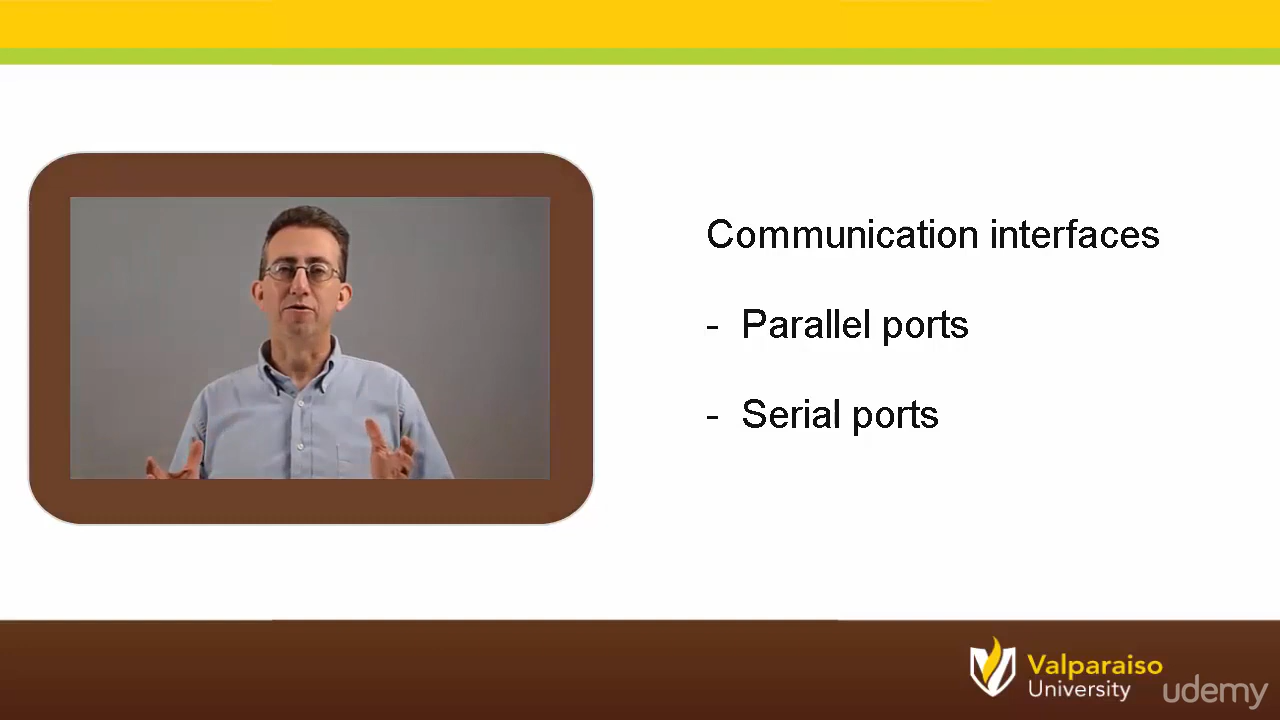 Communication interfaces
- Parallel ports
- Serial ports
Valparaiso
University
udemy